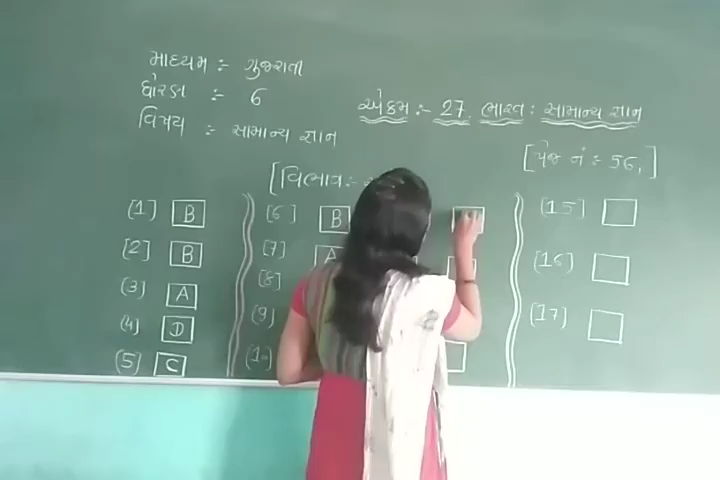 માધ્યમ :- ગુજરાતી
ધોરણ :- 6
વિષય :- સામાન્ય જ્ઞાન
એકમ :- 27. ભારત : સામાન્ય જ્ઞાન
[પેજ નં :- 56,]
[વિભાવ :-
(1) B
(2) B
(3) A
(4) D
(5) C
(6) B
(7) A
(8)
(9)
(15)
(16)
(17)